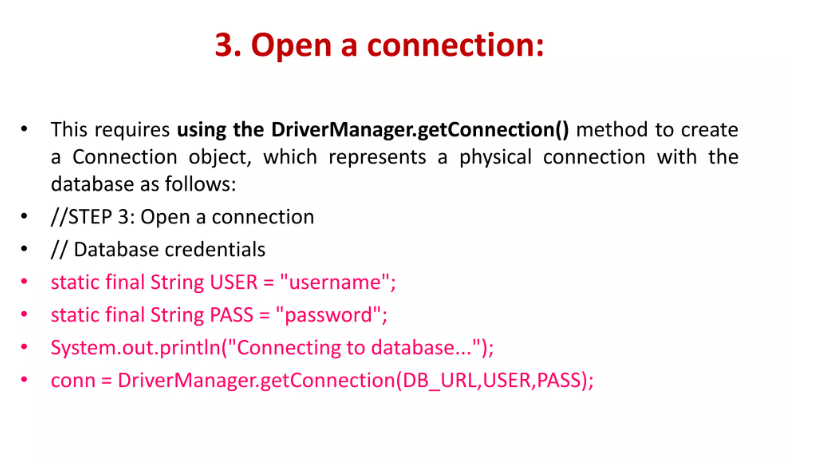 3. Open a connection:
• This requires using the DriverManager.getConnection() method to create
a Connection object, which represents a physical connection with the
database as follows:
• //STEP 3: Open a connection
• // Database credentials
• static final String USER = "username";
• static final String PASS = "password";
• System.out.println("Connecting to database...");
• conn = DriverManager.getConnection(DB_URL,USER,PASS);